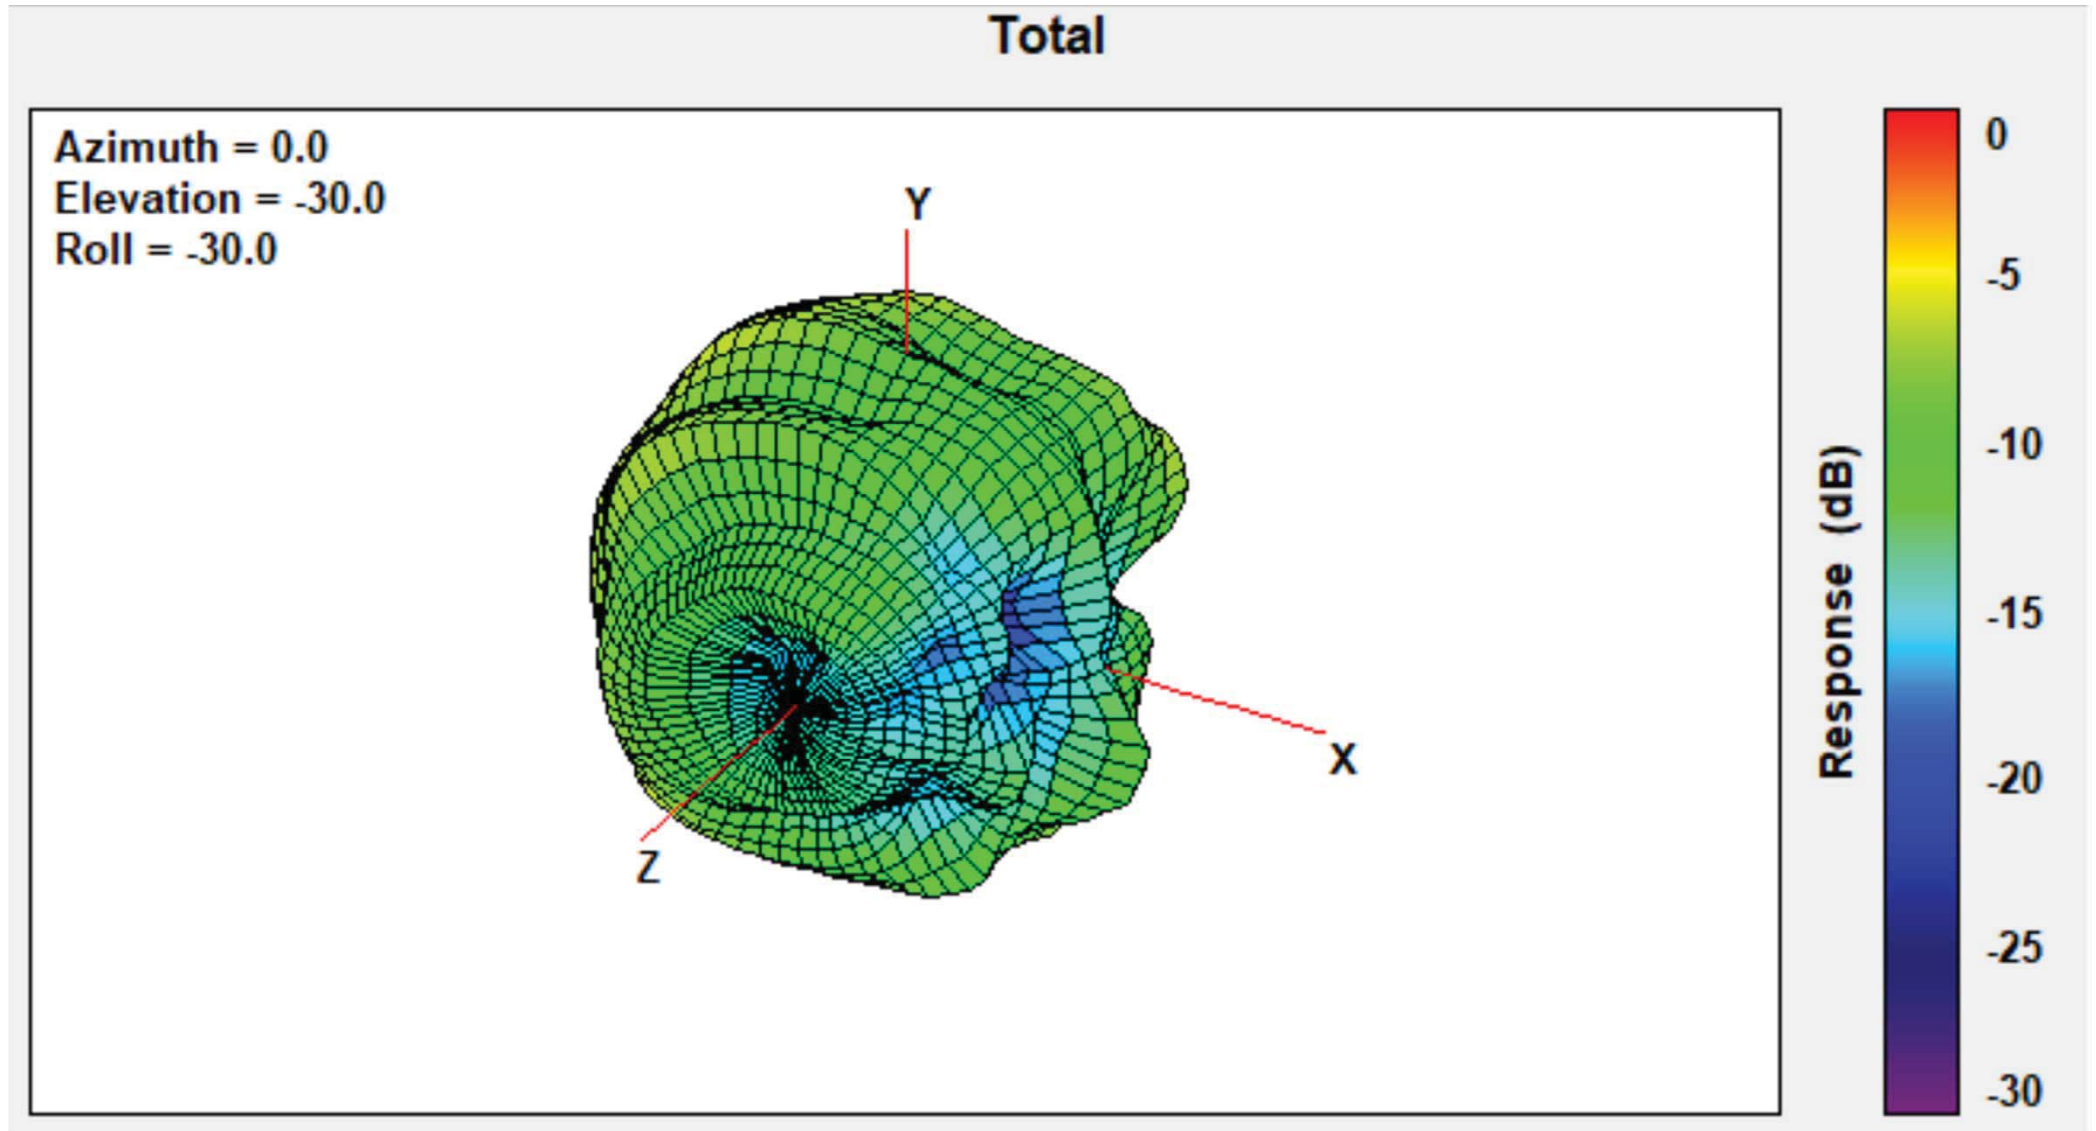 Total
Azimuth = 0.0
Elevation = -30.0
Roll = -30.0
Y
X
Z
0
-5
-10
-15
-20
-25
-30
Response (dB)